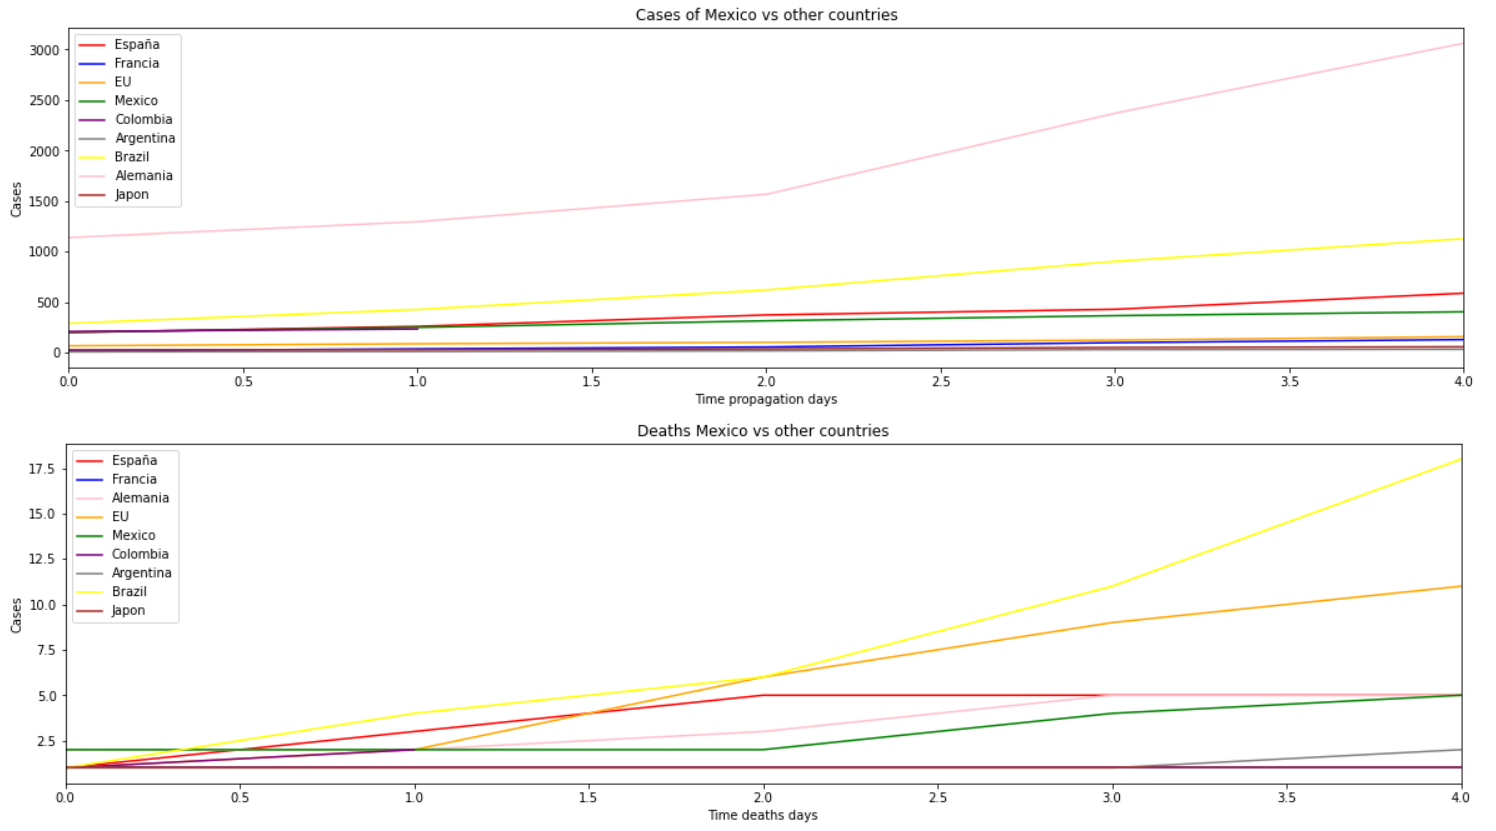 Cases of Mexico vs other countries
3000
2500
2000
1500
1000
500
0
Cases
España
Francia
EU
Mexico
Colombia
Argentina
Brazil
Alemania
Japon
0.0 0.5 1.0 1.5 2.0 2.5 3.0 3.5 4.0
Time propagation days
Deaths Mexico vs other countries
17.5
15.0
12.5
10.0
7.5
5.0
2.5
Cases
España
Francia
Alemania
EU
Mexico
Colombia
Argentina
Brazil
Japon
0.0 0.5 1.0 1.5 2.0 2.5 3.0 3.5 4.0
Time deaths days